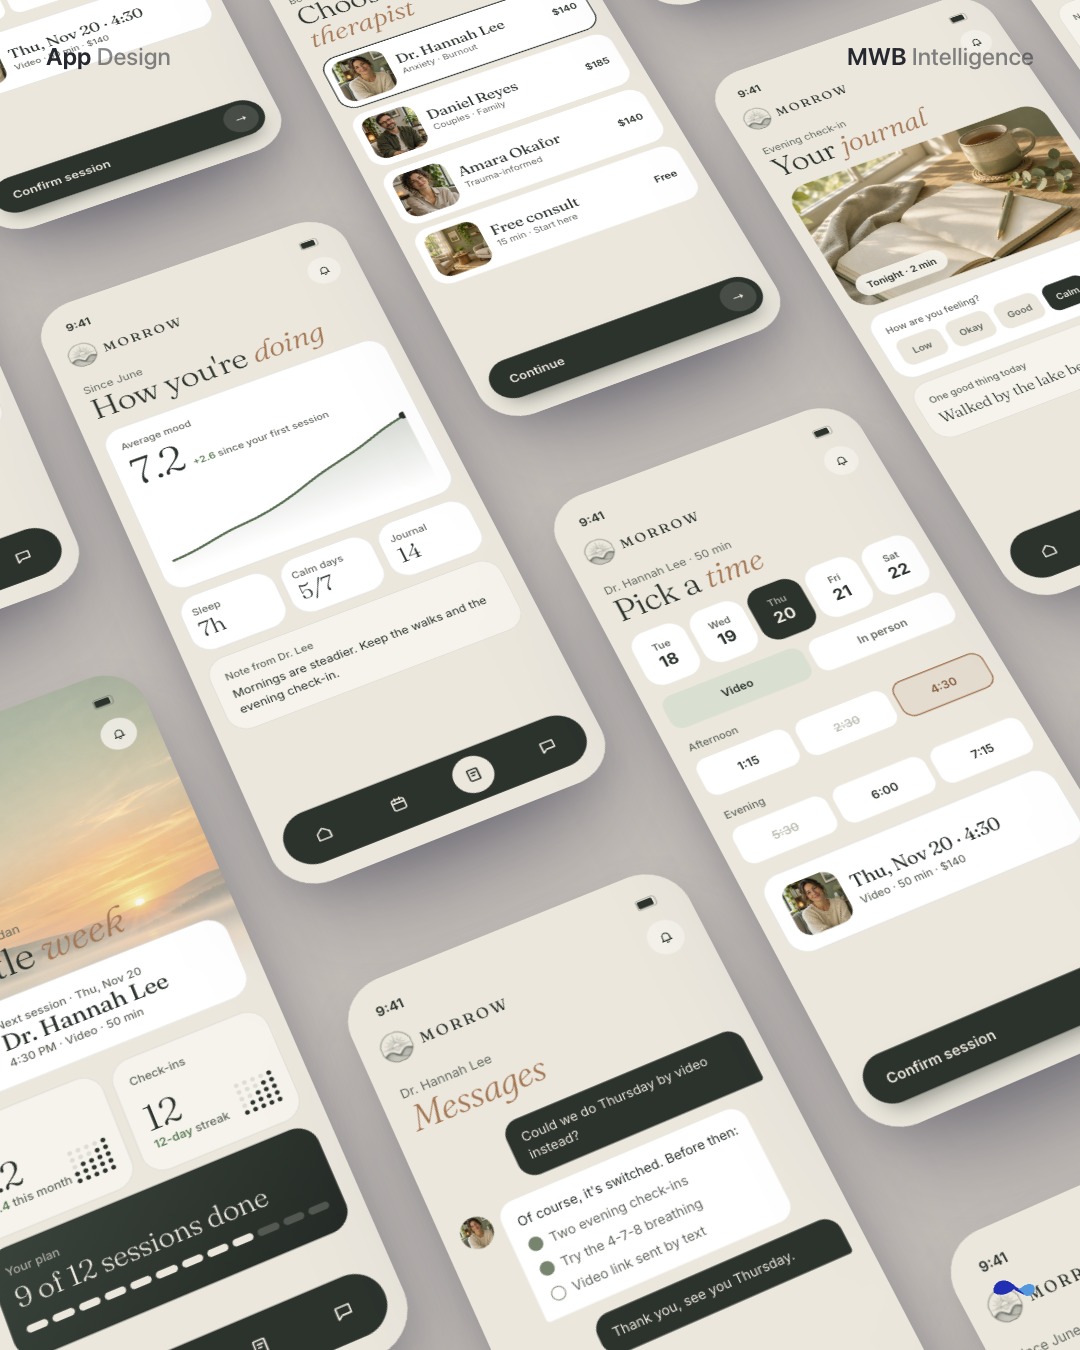 App Design
MWB Intelligence
Thu, Nov 20 · 4:30
Confirm session
therapist
Dr. Hannah Lee
Anxiety · Burnout
$140
Daniel Reyes
Couples · Family
$185
Amara Okafor
Trauma-informed
$140
Free consult
15 min · Start here
Free
Continue
9:41
MORROW
Evening check-in
Your journal
Tonight · 2 min
How are you feeling?
Low
Okay
Good
Calm
One good thing today
Walked by the lake
9:41
MORROW
Since June
How you're doing
Average mood
7.2
+2.6 since your first session
Sleep
7h
Calm days
5/7
Journal
14
Note from Dr. Lee
Mornings are steadier. Keep the walks and the
evening check-in.
9:41
MORROW
Dr. Hannah Lee · 50 min
Pick a time
Tue
18
Wed
19
Thu
20
Fri
21
Sat
22
Video
In person
Afternoon
1:15
2:30
4:30
Evening
5:30
6:00
7:15
Thu, Nov 20 · 4:30
Video · 50 min · $140
Confirm session
week
Next session · Thu, Nov 20
Dr. Hannah Lee
4:30 PM · Video · 50 min
this month
Check-ins
12
12-day streak
Your plan
9 of 12 sessions done
9:41
MORROW
Dr. Hannah Lee
Messages
Could we do Thursday by video
instead?
Of course, it's switched. Before then:
Two evening check-ins
Try the 4-7-8 breathing
Video link sent by text
Thank you, see you Thursday.
9:41